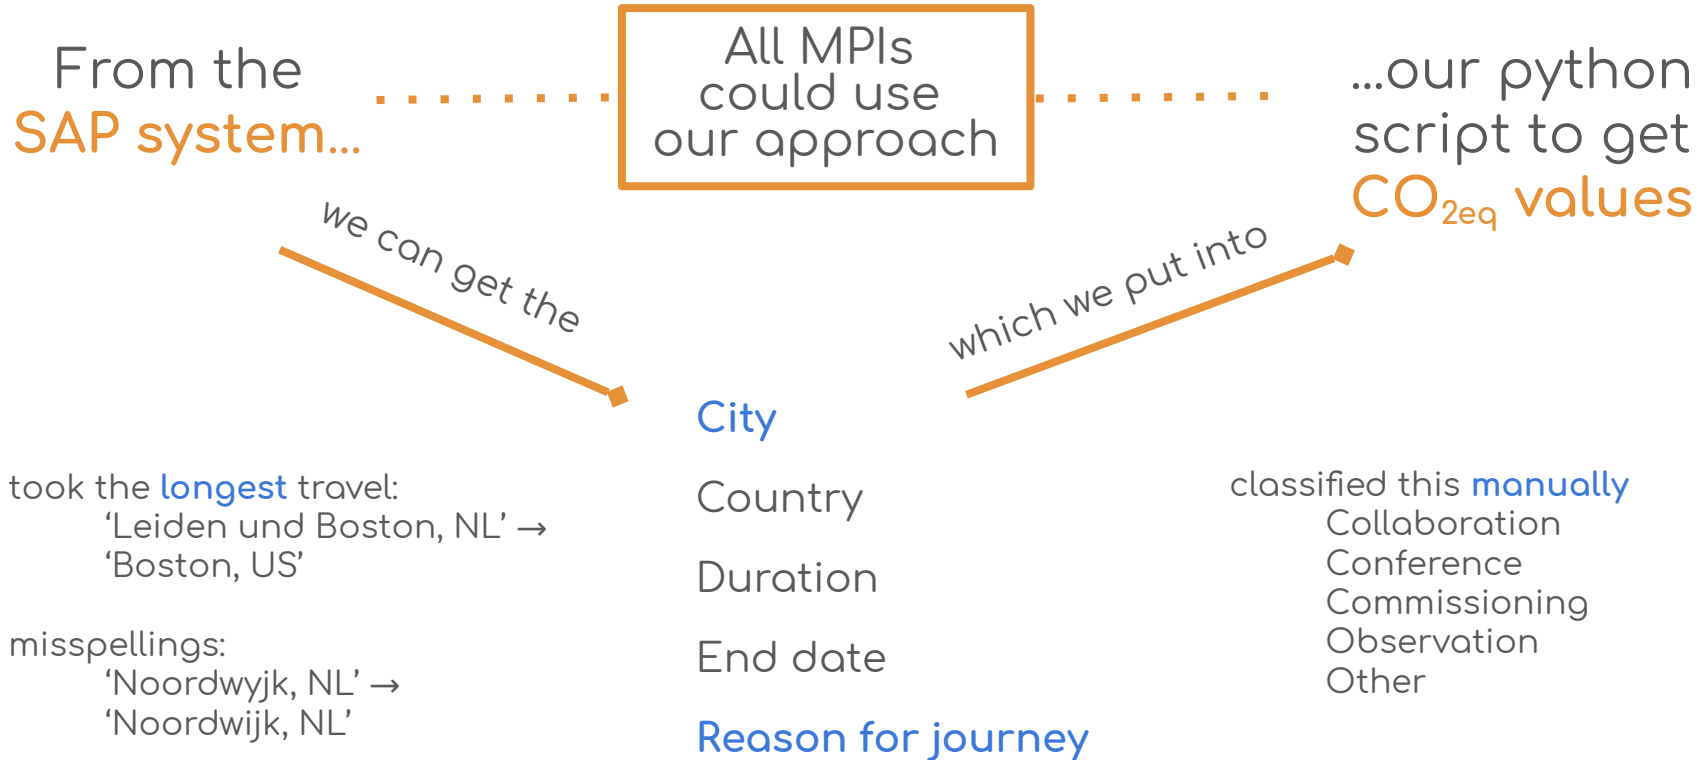 From the
SAP system...
All MPIs
could use
our approach
...our python
script to get
CO2eq values
we can get the
which we put into
City
Country
Duration
End date
Reason for journey
took the longest travel:
‘Leiden und Boston, NL’ →
‘Boston, US’
misspellings:
‘Noordwyjk, NL’ →
‘Noordwijk, NL’
classified this manually
Collaboration
Conference
Commissioning
Observation
Other